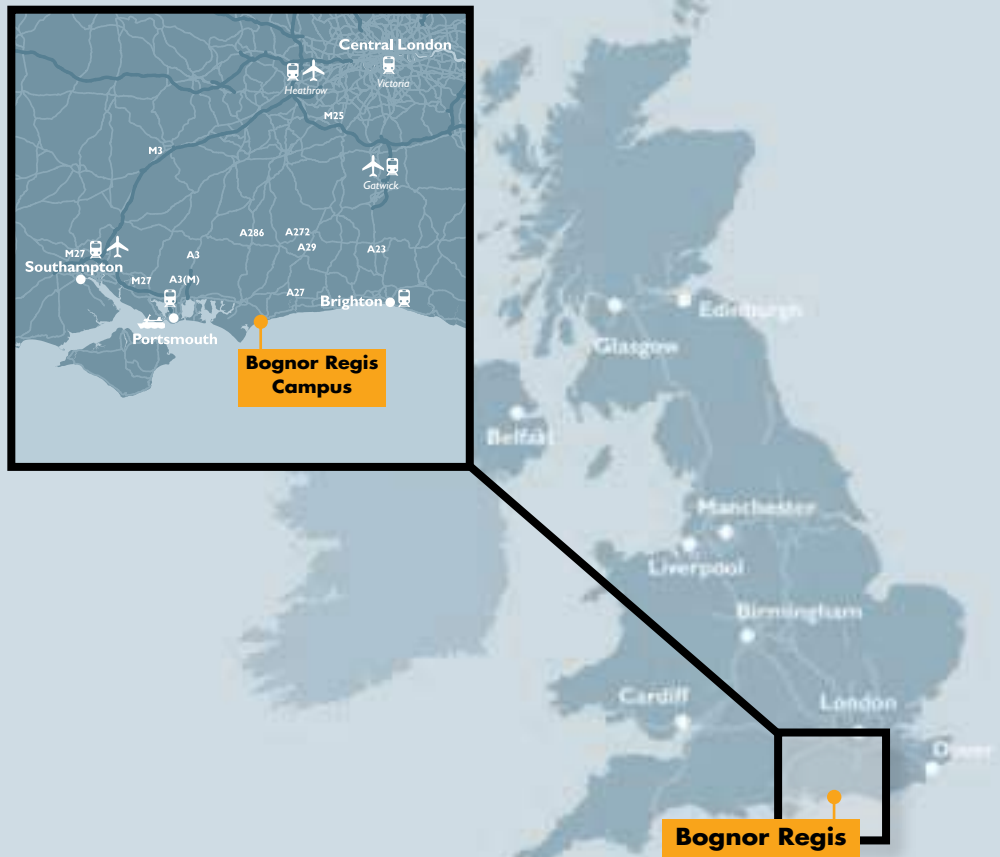 Central London
Victoria
Heathrow
M25
M3
Gatwick
A286
A272
A29
A23
A3
M27
Southampton
M27
A3(M)
A27
Brighton
Portsmouth
Bognor Regis
Campus
Edinburgh
Glasgow
Belfast
Manchester
Liverpool
Birmingham
Cardiff
London
Dover
Bognor Regis